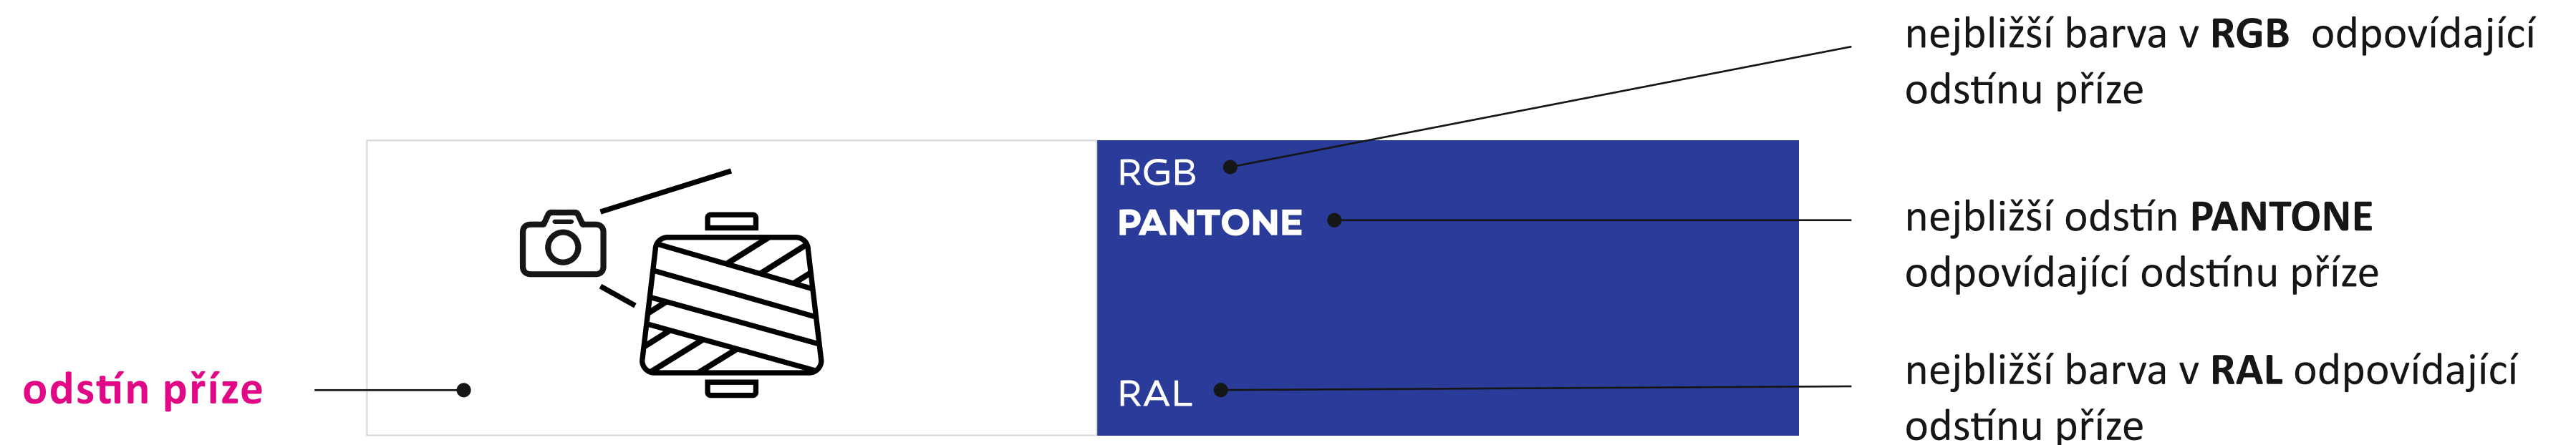 nejbližší barva v RGB odpovídající
odstínu příze
RGB
PANTONE
nejbližší odstín PANTONE
odpovídající odstínu příze
odstín příze
RAL
nejbližší barva v RAL odpovídající
odstínu příze